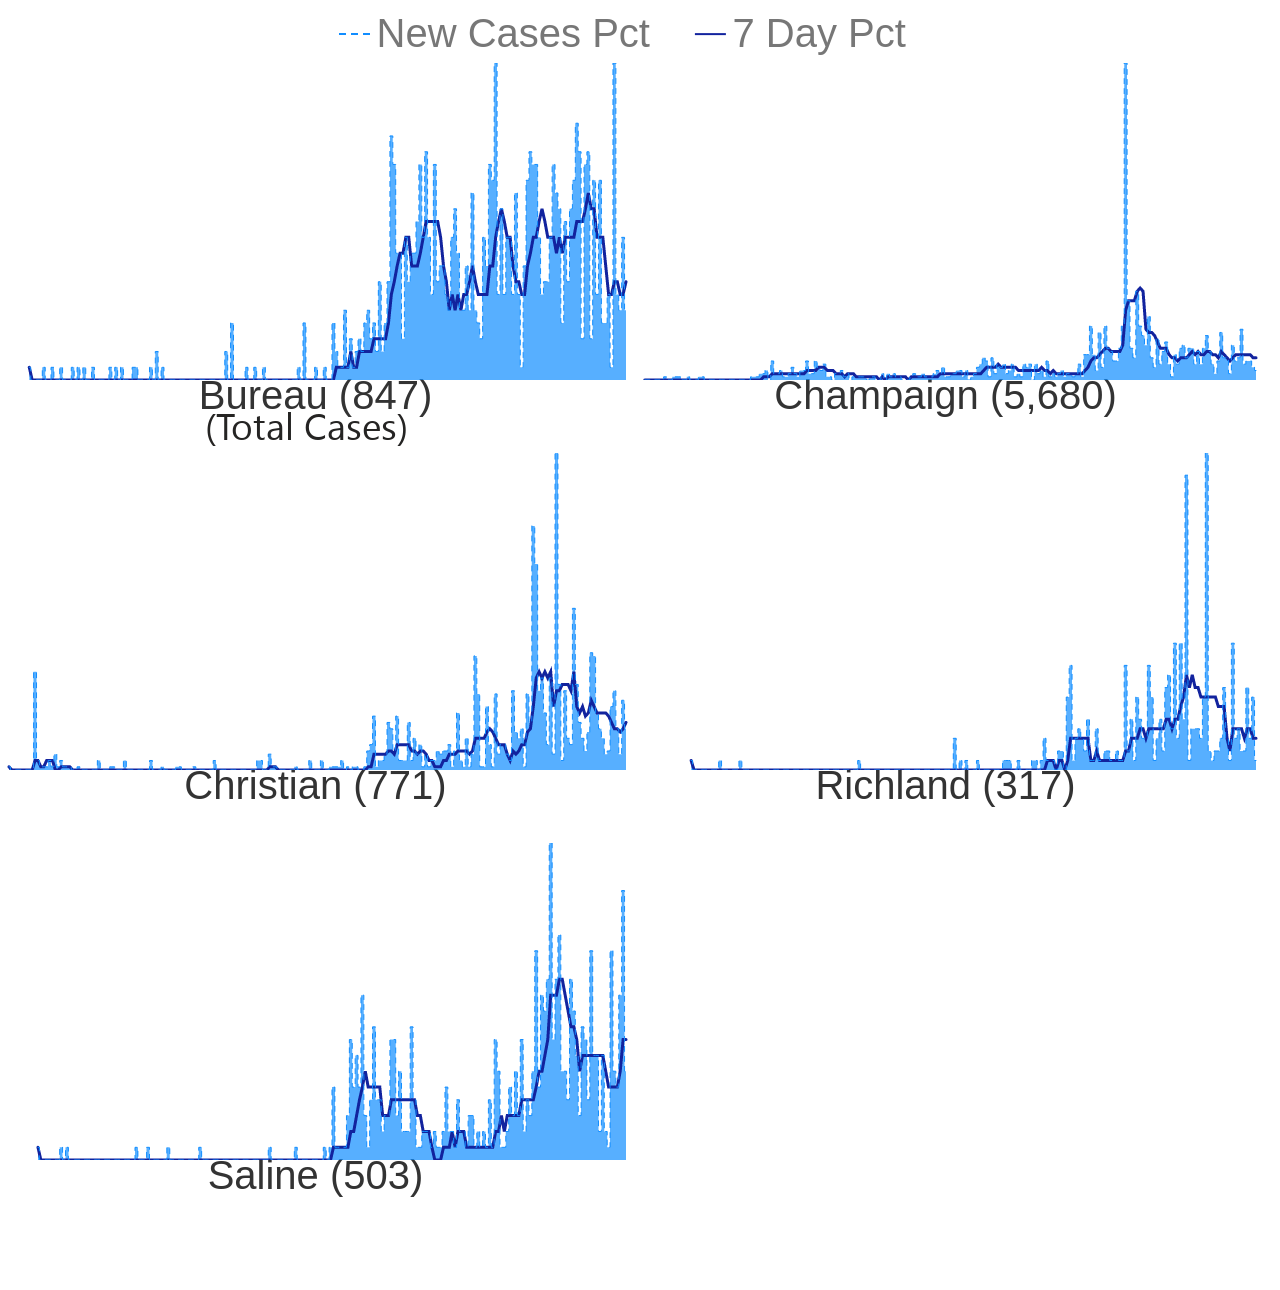 New Cases Pct 7 Day Pct
Bureau (847) Champaign (5,680)
(Total Cases)
Christian (771) Richland (317)
Saline (503)